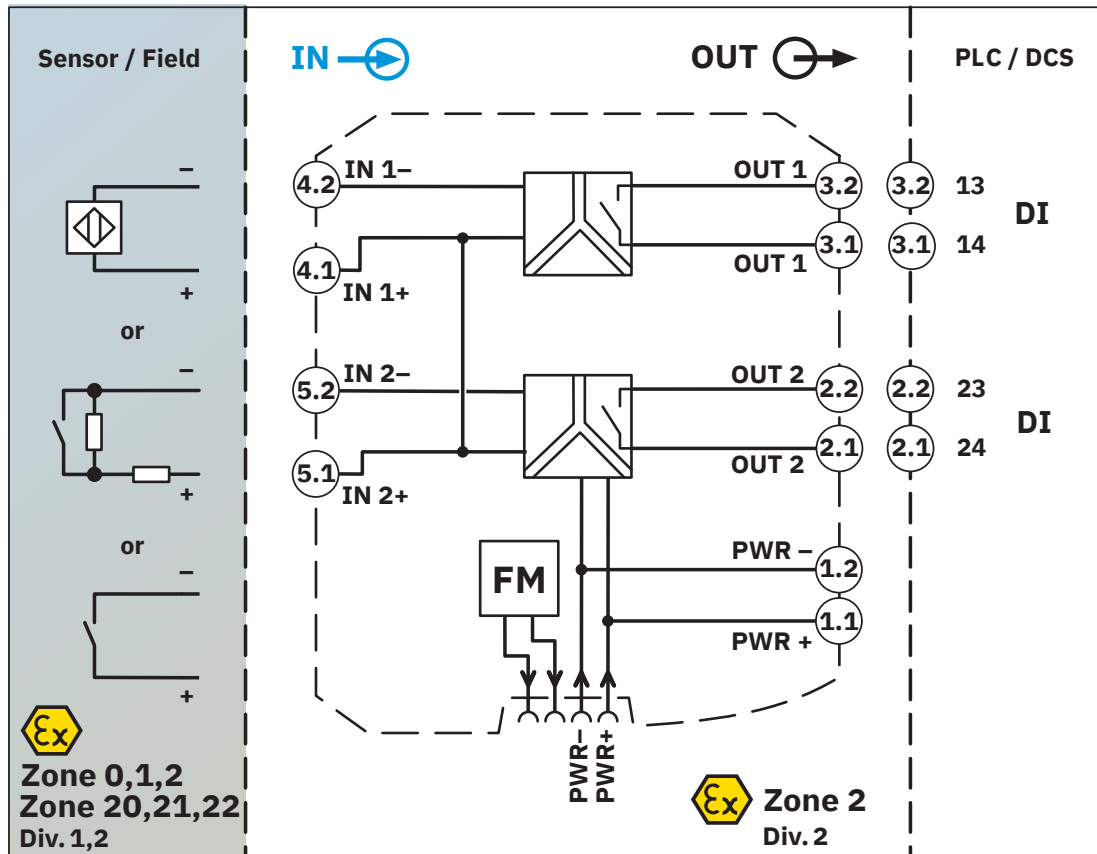 Sensor / Field
IN
OUT
PLC / DCS
–
+
or
–
+
or
–
+
Ex
Zone 0,1,2
Zone 20,21,22
Div. 1,2
4.2
IN 1–
4.1
IN 1+
5.2
IN 2–
5.1
IN 2+
OUT 1
3.2
3.1
OUT 1
OUT 2
2.2
2.1
OUT 2
FM
PWR –
1.2
1.1
PWR +
PWR–
PWR+
Ex
Zone 2
Div. 2
3.2 13
DI
3.1 14
2.2 23
DI
2.1 24